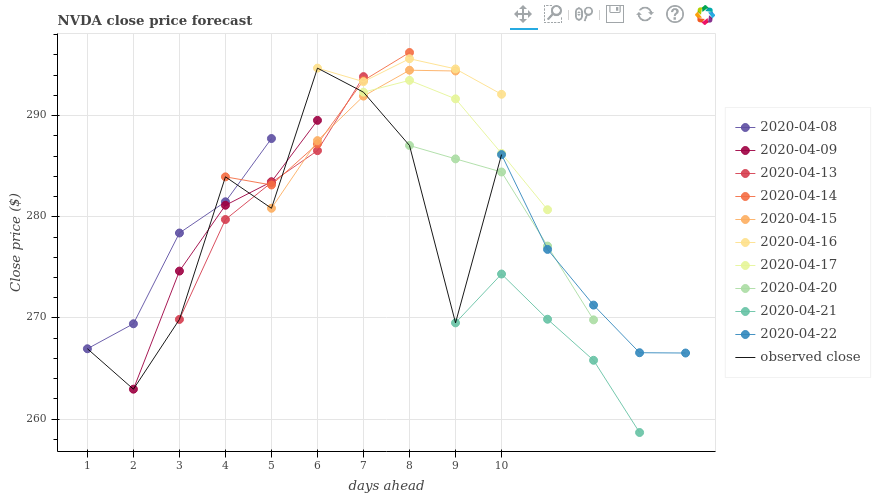 NVDA close price forecast
Close price ($)
290
280
270
260
1 2 3 4 5 6 7 8 9 10
days ahead
2020-04-08
2020-04-09
2020-04-13
2020-04-14
2020-04-15
2020-04-16
2020-04-17
2020-04-20
2020-04-21
2020-04-22
observed close